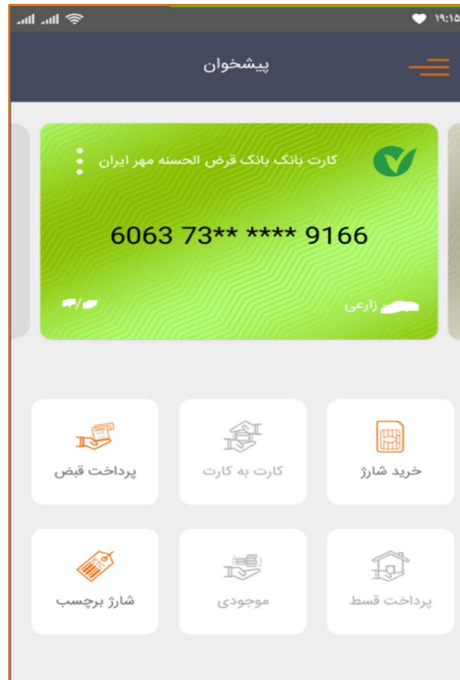 ۱۹:۱۵
پیشخوان
کارت بانک بانک قرض الحسنه مهر ایران
6063 73** **** 9166
زارعی
/
خرید شارژ
کارت به کارت
پرداخت قبض
پرداخت قسط
موجودی
شارژ برچسب